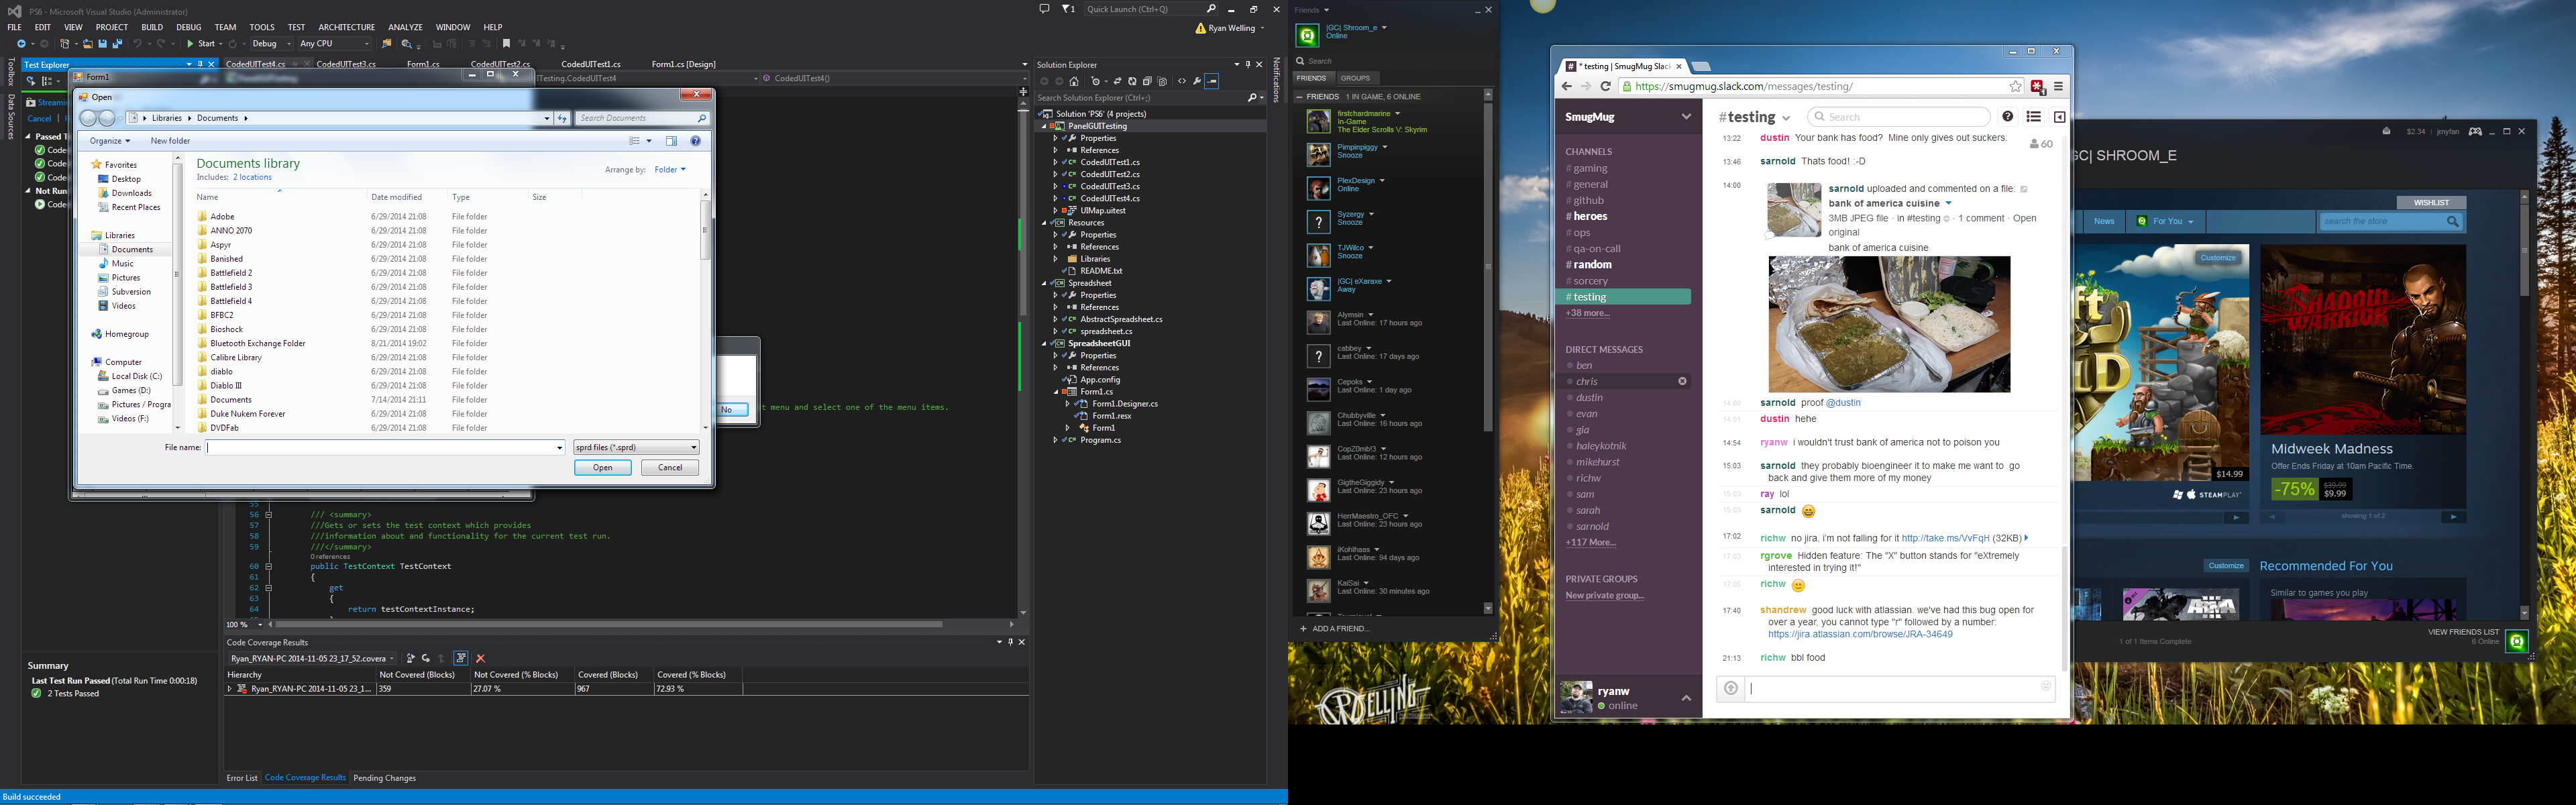 PS6 - Microsoft Visual Studio (Administrator)
1
Quick Launch (Ctrl+Q)
FILE EDIT VIEW PROJECT BUILD DEBUG TEAM TOOLS TEST ARCHITECTURE ANALYZE WINDOW HELP
Ryan Welling
Start Debug Any CPU
Toolbox
Data Sources
Test Explorer
CodedUITest4.cs CodedUITest3.cs Form1.cs CodedUITest2.cs CodedUITest1.cs Form1.cs [Design]
CodedUITest4()
Form1
Open
Libraries Documents
Search Documents
Organize New folder
Documents library
Includes: 2 locations
Arrange by: Folder
Name Date modified Type Size
Favorites
Desktop
Downloads
Recent Places
Libraries
Documents
Music
Pictures
Subversion
Videos
Homegroup
Computer
Local Disk (C:)
Games (D:)
Pictures / Progra
Videos (F:)
Adobe 6/29/2014 21:08 File folder
ANNO 2070 6/29/2014 21:08 File folder
Aspyr 6/29/2014 21:08 File folder
Banished 6/29/2014 21:08 File folder
Battlefield 2 6/29/2014 21:08 File folder
Battlefield 3 6/29/2014 21:08 File folder
Battlefield 4 6/29/2014 21:08 File folder
BFBC2 6/29/2014 21:08 File folder
Bioshock 6/29/2014 21:08 File folder
Bluetooth Exchange Folder 8/21/2014 19:02 File folder
Calibre Library 6/29/2014 21:08 File folder
diablo 6/29/2014 21:08 File folder
Diablo III 6/29/2014 21:08 File folder
Documents 7/14/2014 21:11 File folder
Duke Nukem Forever 6/29/2014 21:08 File folder
DVDFab 6/29/2014 21:08 File folder
File name:
sprd files (*.sprd)
Open Cancel
No
t menu and select one of the menu items.
Cancel
Passed T
Not Run
55
56 /// <summary>
57 ///Gets or sets the test context which provides
58 ///information about and functionality for the current test run.
59 ///</summary>
0 references
60 public TestContext TestContext
61 {
62 get
63 {
64 return testContextInstance;
100 %
Summary
Last Test Run Passed (Total Run Time 0:00:18)
2 Tests Passed
Code Coverage Results
Ryan_RYAN-PC 2014-11-05 23_17_52.covera
Hierarchy Not Covered (Blocks) Not Covered (% Blocks) Covered (Blocks) Covered (% Blocks)
Ryan_RYAN-PC 2014-11-05 23_1... 359 27.07 % 967 72.93 %
Error List Code Coverage Results Pending Changes
Build succeeded
Solution Explorer
Search Solution Explorer (Ctrl+;)
Solution 'PS6' (4 projects)
PanelGUITesting
Properties
References
CodedUITest1.cs
CodedUITest2.cs
CodedUITest3.cs
CodedUITest4.cs
UIMap.uitest
Resources
Properties
References
Libraries
README.txt
Spreadsheet
Properties
References
AbstractSpreadsheet.cs
spreadsheet.cs
SpreadsheetGUI
Properties
References
App.config
Form1.cs
Form1.Designer.cs
Form1.resx
Form1
Program.cs
Notifications
Friends
|GC| Shroom_e
Online
Search
FRIENDS GROUPS
FRIENDS 1 IN GAME, 6 ONLINE
firstchardmarine
In-Game
The Elder Scrolls V: Skyrim
Pimpinpiggy
Snooze
PlexDesign
Online
Syzergy
Snooze
TJWilco
Snooze
|GC| eXaraxe
Away
Alymsin
Last Online: 17 hours ago
cabbey
Last Online: 17 days ago
Cepoks
Last Online: 1 day ago
Chubbyville
Last Online: 16 hours ago
CopZDmb!3
Last Online: 12 hours ago
GigtheGiggidy
Last Online: 23 hours ago
HerrMaestro_OFC
Last Online: 23 hours ago
iKohlhaas
Last Online: 94 days ago
KaiSai
Last Online: 30 minutes ago
+ ADD A FRIEND...
* testing | SmugMug Slac
https://smugmug.slack.com/messages/testing/
SmugMug
CHANNELS
# gaming
# general
# github
# heroes
# ops
# qa-on-call
# random
# sorcery
# testing
+38 more...
DIRECT MESSAGES
ben
chris
dustin
evan
gia
haleykotnik
mikehurst
richw
sam
sarah
sarnold
+117 More...
PRIVATE GROUPS
New private group...
ryanw
online
#testing
Search
60
13:22 dustin Your bank has food? Mine only gives out suckers.
13:46 sarnold Thats food! :-D
14:00 sarnold uploaded and commented on a file:
bank of america cuisine
3MB JPEG file · in #testing · 1 comment · Open
original
bank of america cuisine
14:00 sarnold proof @dustin
14:01 dustin hehe
14:54 ryanw i wouldn't trust bank of america not to poison you
15:03 sarnold they probably bioengineer it to make me want to go
back and give them more of my money
15:03 ray lol
15:03 sarnold
17:02 richw no jira, i'm not falling for it http://take.ms/VvFqH (32KB)
17:03 rgrove Hidden feature: The "X" button stands for "eXtremely
interested in trying it!"
17:05 richw
17:40 shandrew good luck with atlassian. we've had this bug open for
over a year, you cannot type "r" followed by a number:
https://jira.atlassian.com/browse/JRA-34649
21:13 richw bbl food
$2.34 jmyfan
GC| SHROOM_E
WISHLIST
News For You
search the store
Customize
$14.99
STEAMPLAY
SHADOW WARRIOR
Midweek Madness
Offer Ends Friday at 10am Pacific Time.
-75% $39.99
$9.99
showing 1 of 2
Customize
Recommended For You
Similar to games you play
ARMA
1 of 1 Items Complete
VIEW FRIENDS LIST
6 Online